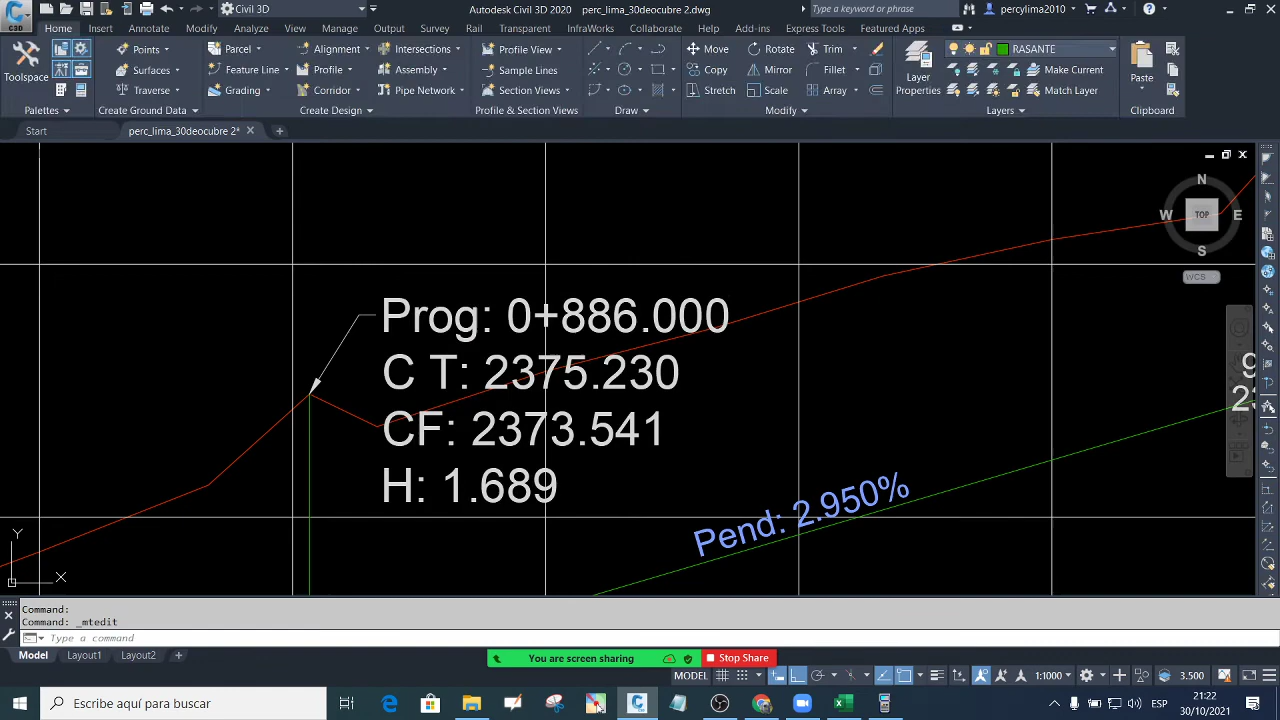 C3D
Civil 3D
Autodesk Civil 3D 2020
perc_lima_30deocubre_2.dwg
Type a keyword or phrase
percylima2010
Home
Insert
Annotate
Modify
Analyze
View
Manage
Output
Survey
Rail
Transparent
InfraWorks
Collaborate
Help
Add-ins
Express Tools
Featured Apps
Toolspace
Points
Surfaces
Traverse
Parcel
Feature Line
Grading
Alignment
Profile
Corridor
Intersections
Assembly
Pipe Network
Profile View
Sample Lines
Section Views
Move
Copy
Stretch
Rotate
Mirror
Scale
Trim
Fillet
Array
Layer
Properties
RASANTE
Make Current
Match Layer
Paste
Palettes
Create Ground Data
Create Design
Profile & Section Views
Draw
Modify
Layers
Clipboard
Start
perc_lima_30deocubre 2*
N
W
TOP
E
S
WCS
Prog: 0+886.000
C T: 2375.230
CF: 2373.541
H: 1.689
Pend: 2.950%
Y
X
Command:
Command: _mtedit
Type a command
Model
Layout1
Layout2
You are screen sharing
Stop Share
MODEL
1:1000
3.500
Escribe aquí para buscar
ESP
21:22
30/10/2021